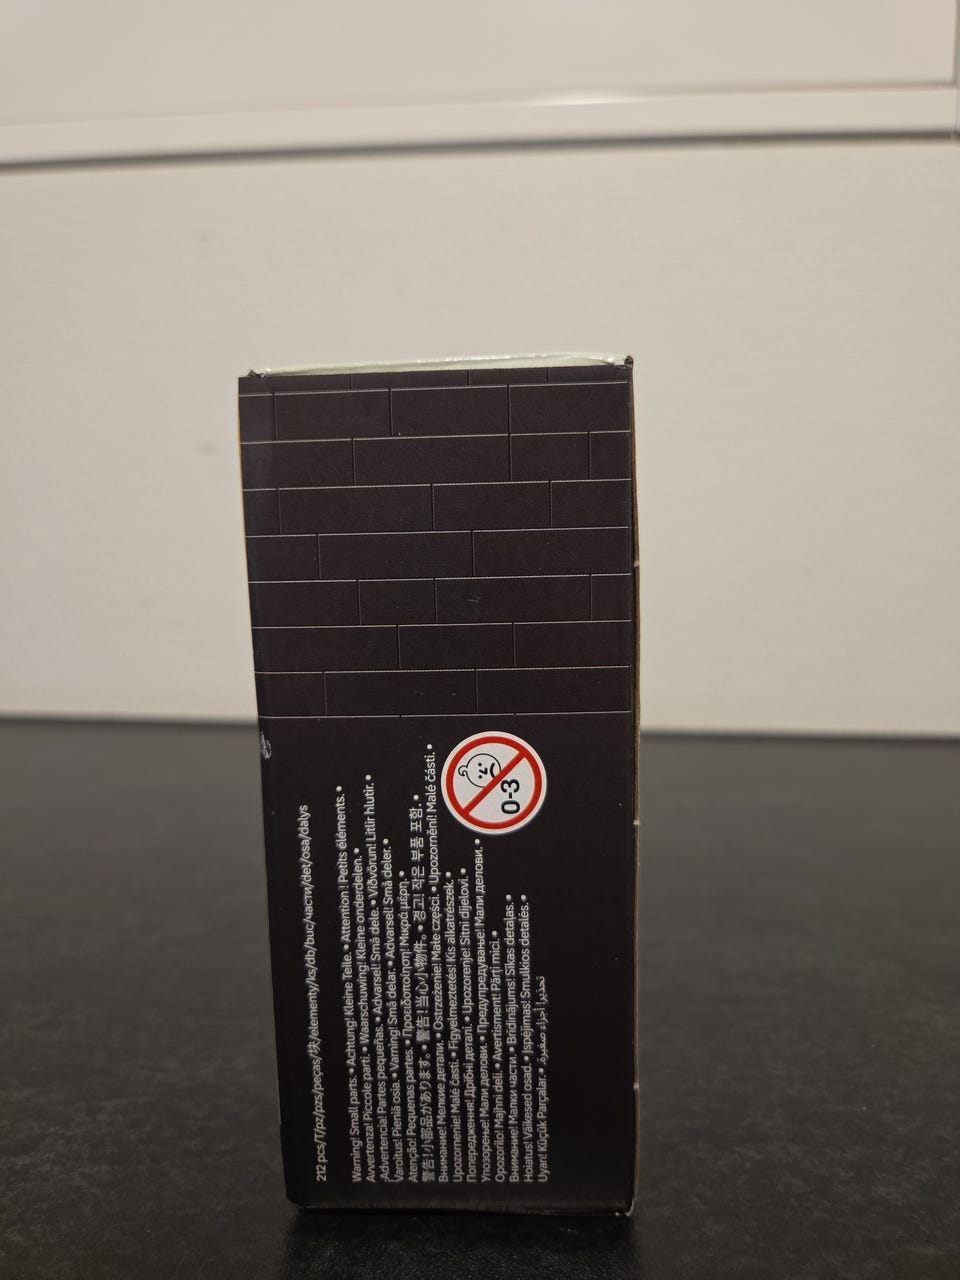 212 pcs/T/pz/pzs/peças/块/elementy/ks/db/buc/части/det/osa/dalys
Warning! Small parts. • Achtung! Kleine Teile. • Attention ! Petits éléments. •
Avvertenza! Piccole parti. • Waarschuwing! Kleine onderdelen. •
Advertencia! Partes pequeñas. • Advarsel! Små dele. • Viðvörun! Litlir hlutir. •
Varoitus! Pieniä osia. • Varning! Små delar. • Advarsel! Små deler. •
Atenção! Pequenas partes. • Προειδοποίηση! Μικρά μέρη. •
警告! 小部品があります。 • 警告! 当心小物件。 • 경고! 작은 부품 포함. •
Внимание! Мелкие детали. • Ostrzeżenie! Małe części. • Upozornění! Malé části. •
Upozornenie! Malé časti. • Figyelmeztetés! Kis alkatrészek. •
Попередження! Дрібні деталі. • Upozorenje! Sitni dijelovi. •
Упозорење! Мали делови. • Предупредување! Мали делови. •
Opozorilo! Majhni deli. • Avertisment! Părți mici. •
Внимание! Малки части. • Brīdinājums! Sīkas detaļas. •
Hoiatus! Väikesed osad. • Įspėjimas! Smulkios detalės. •
Uyarı! Küçük Parçalar. • تحذير! أجزاء صغيرة. •
0-3